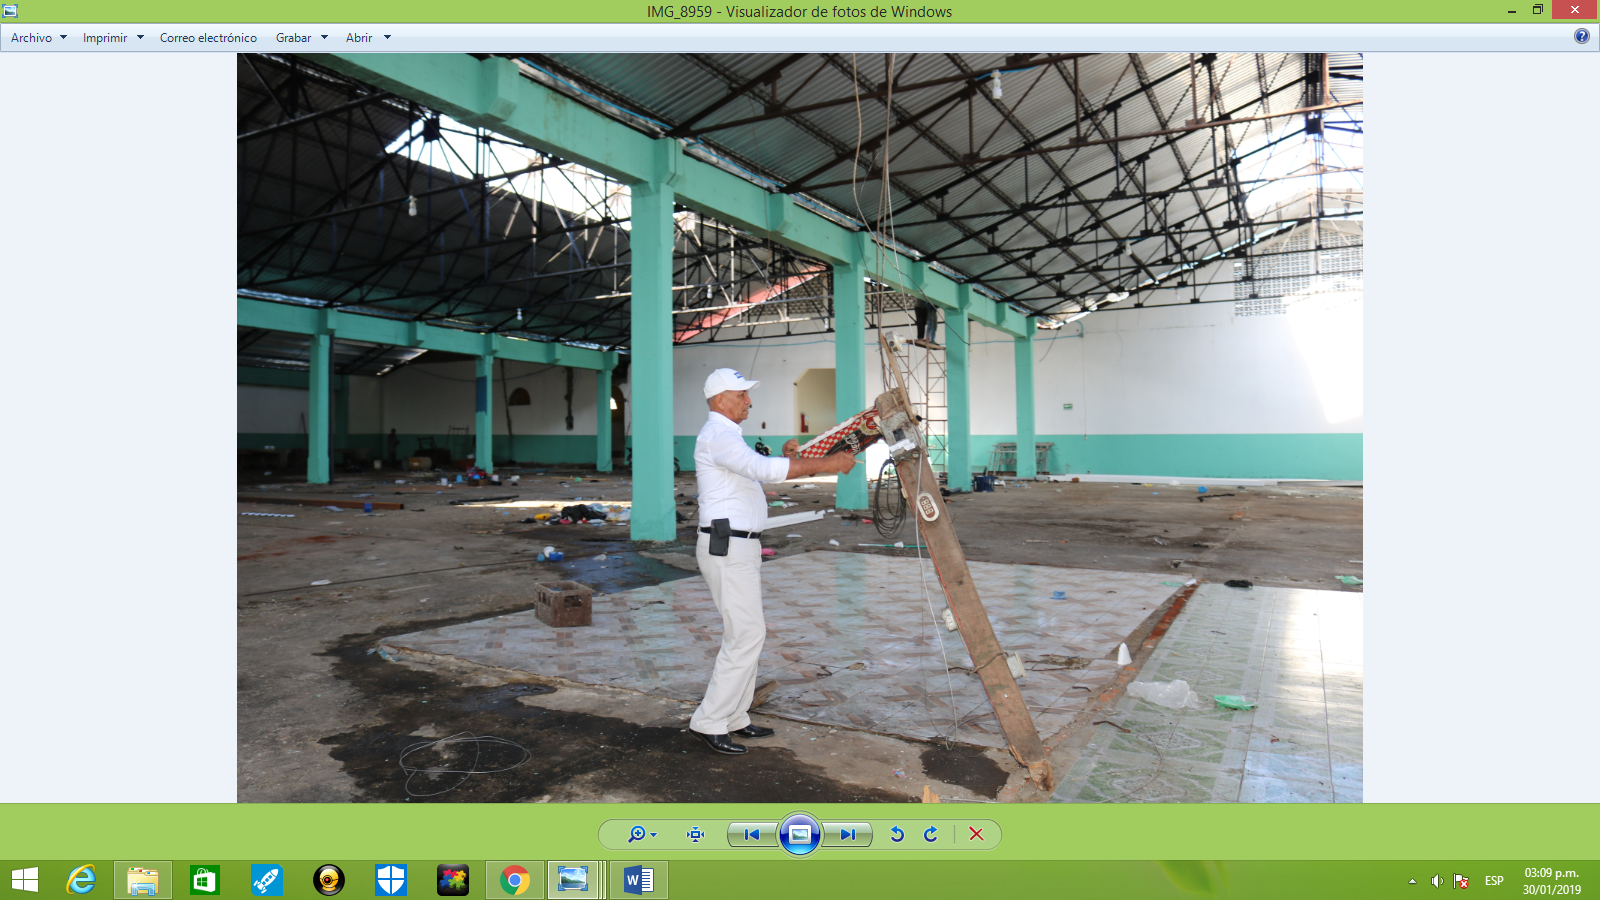 IMG_8959 - Visualizador de fotos de Windows
Archivo Imprimir Correo electrónico Grabar Abrir
ESP
03:09 p.m.
30/01/2019